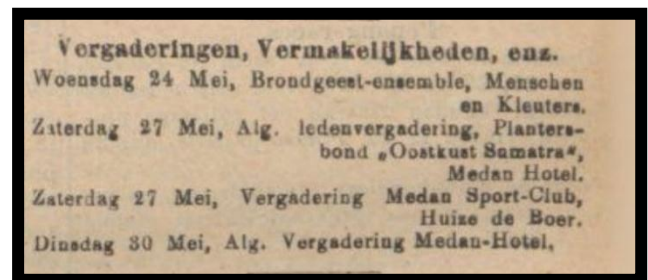 Vergaderingen, Vermakelijkheden, enz.
Woensdag 24 Mei, Brondgeest-ensemble, Menschen
en Kleuters.
Zaterdag 27 Mei, Alg. ledenvergadering, Planters-
bond „Oostkust Sumatra",
Medan Hotel.
Zaterdag 27 Mei, Vergadering Medan Sport-Club,
Huize de Boer.
Dinsdag 30 Mei, Alg. Vergadering Medan-Hotel.